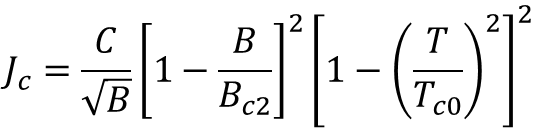 J_c = \frac{C}{\sqrt{B}} \left[ 1 - \frac{B}{B_{c2}} \right]^2 \left[ 1 - \left( \frac{T}{T_{c0}} \right)^2 \right]^2